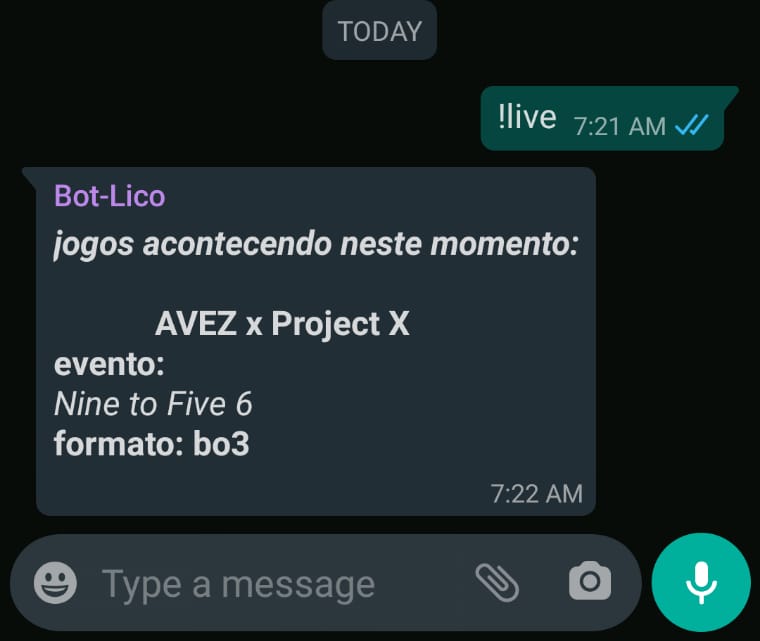 TODAY
!live 7:21 AM
Bot-Lico
jogos acontecendo neste momento:
AVEZ x Project X
evento:
Nine to Five 6
formato: bo3
7:22 AM
Type a message